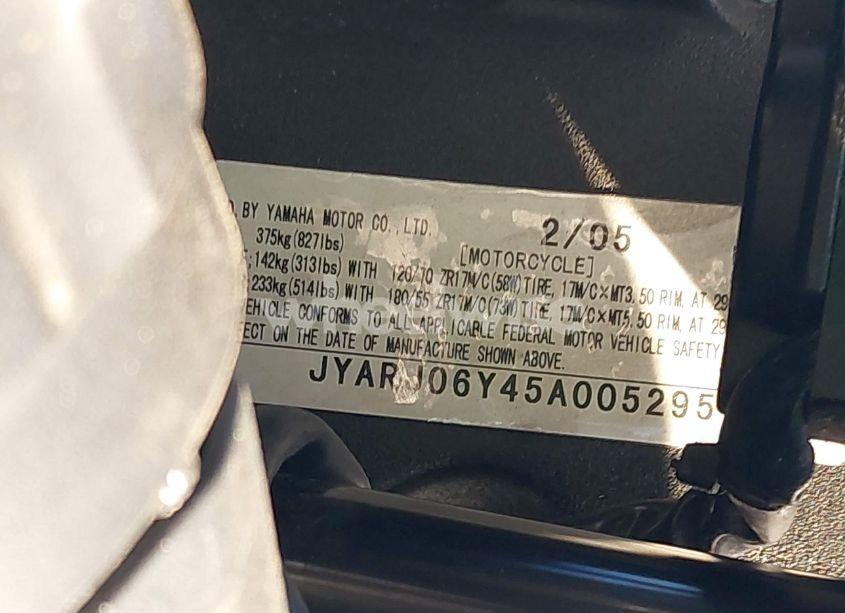 BY YAMAHA MOTOR CO., LTD.
2/05
375kg(827lbs)
[MOTORCYCLE]
;142kg(313lbs) WITH 120/70 ZR17M/C(58W)TIRE, 17M/C×MT3.50 RIM, AT 29
;233kg(514lbs) WITH 180/55 ZR17M/C(73W)TIRE, 17M/C×MT5.50 RIM, AT 29
VEHICLE CONFORMS TO ALL APPLICABLE FEDERAL MOTOR VEHICLE SAFETY
ON THE DATE OF MANUFACTURE SHOWN ABOVE.
JYARJ06Y45A005295